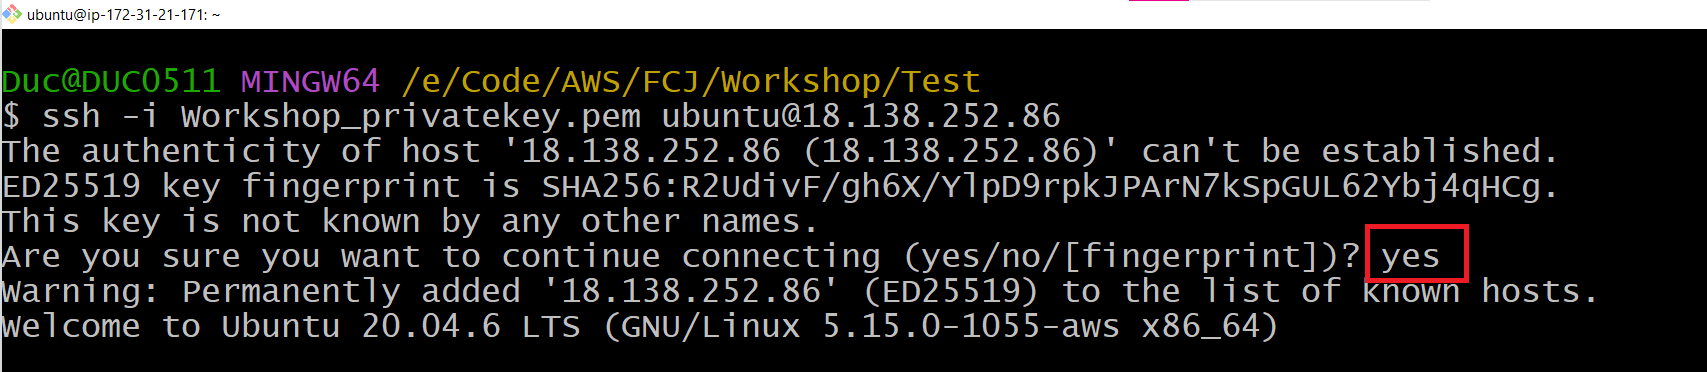 ubuntu@ip-172-31-21-171: ~
Duc@DUC0511 MINGW64 /e/Code/AWS/FCJ/Workshop/Test
$ ssh -i Workshop_privatekey.pem ubuntu@18.138.252.86
The authenticity of host '18.138.252.86 (18.138.252.86)' can't be established.
ED25519 key fingerprint is SHA256:R2UdivF/gh6X/YlpD9rpkJPArN7kSpGUL62Ybj4qHCg.
This key is not known by any other names.
Are you sure you want to continue connecting (yes/no/[fingerprint])? yes
Warning: Permanently added '18.138.252.86' (ED25519) to the list of known hosts.
Welcome to Ubuntu 20.04.6 LTS (GNU/Linux 5.15.0-1055-aws x86_64)